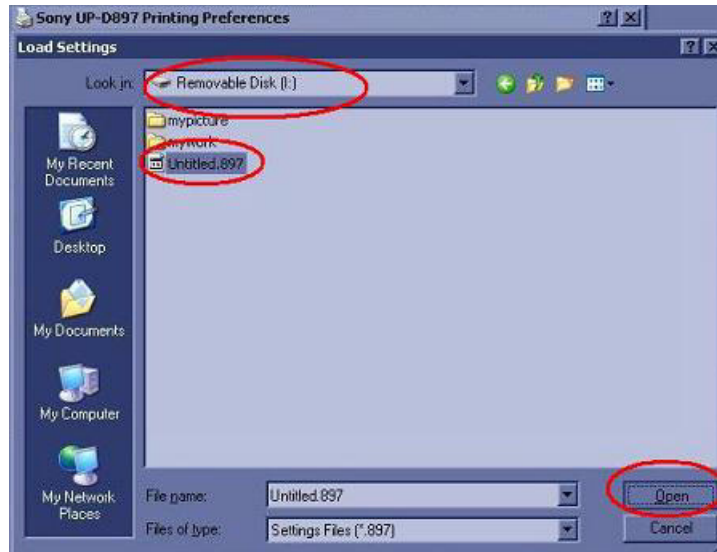 Sony UP-D897 Printing Preferences
Load Settings
Look in:
Removable Disk (I:)
mypicture
mywork
Untitled.897
My Recent
Documents
Desktop
My Documents
My Computer
My Network
Places
File name:
Untitled.897
Open
Files of type:
Settings Files (*.897)
Cancel